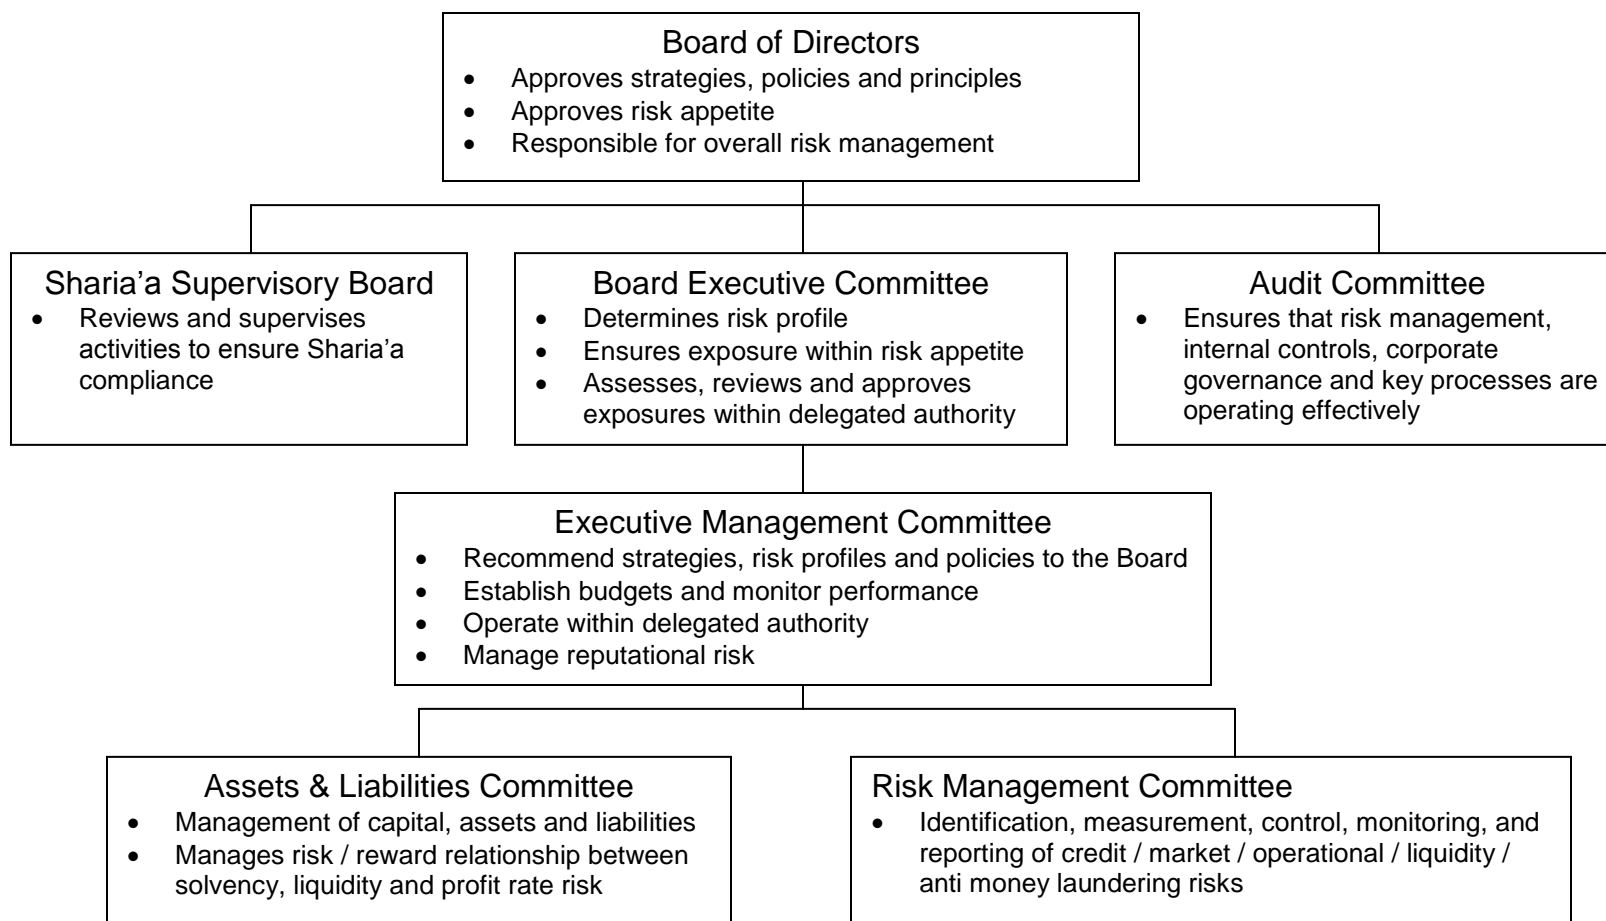 Board of Directors
• Approves strategies, policies and principles
• Approves risk appetite
• Responsible for overall risk management
Sharia’a Supervisory Board
• Reviews and supervises
activities to ensure Sharia’a
compliance
Board Executive Committee
• Determines risk profile
• Ensures exposure within risk appetite
• Assesses, reviews and approves
exposures within delegated authority
Audit Committee
• Ensures that risk management,
internal controls, corporate
governance and key processes are
operating effectively
Executive Management Committee
• Recommend strategies, risk profiles and policies to the Board
• Establish budgets and monitor performance
• Operate within delegated authority
• Manage reputational risk
Assets & Liabilities Committee
• Management of capital, assets and liabilities
• Manages risk / reward relationship between
solvency, liquidity and profit rate risk
Risk Management Committee
• Identification, measurement, control, monitoring, and
reporting of credit / market / operational / liquidity /
anti money laundering risks